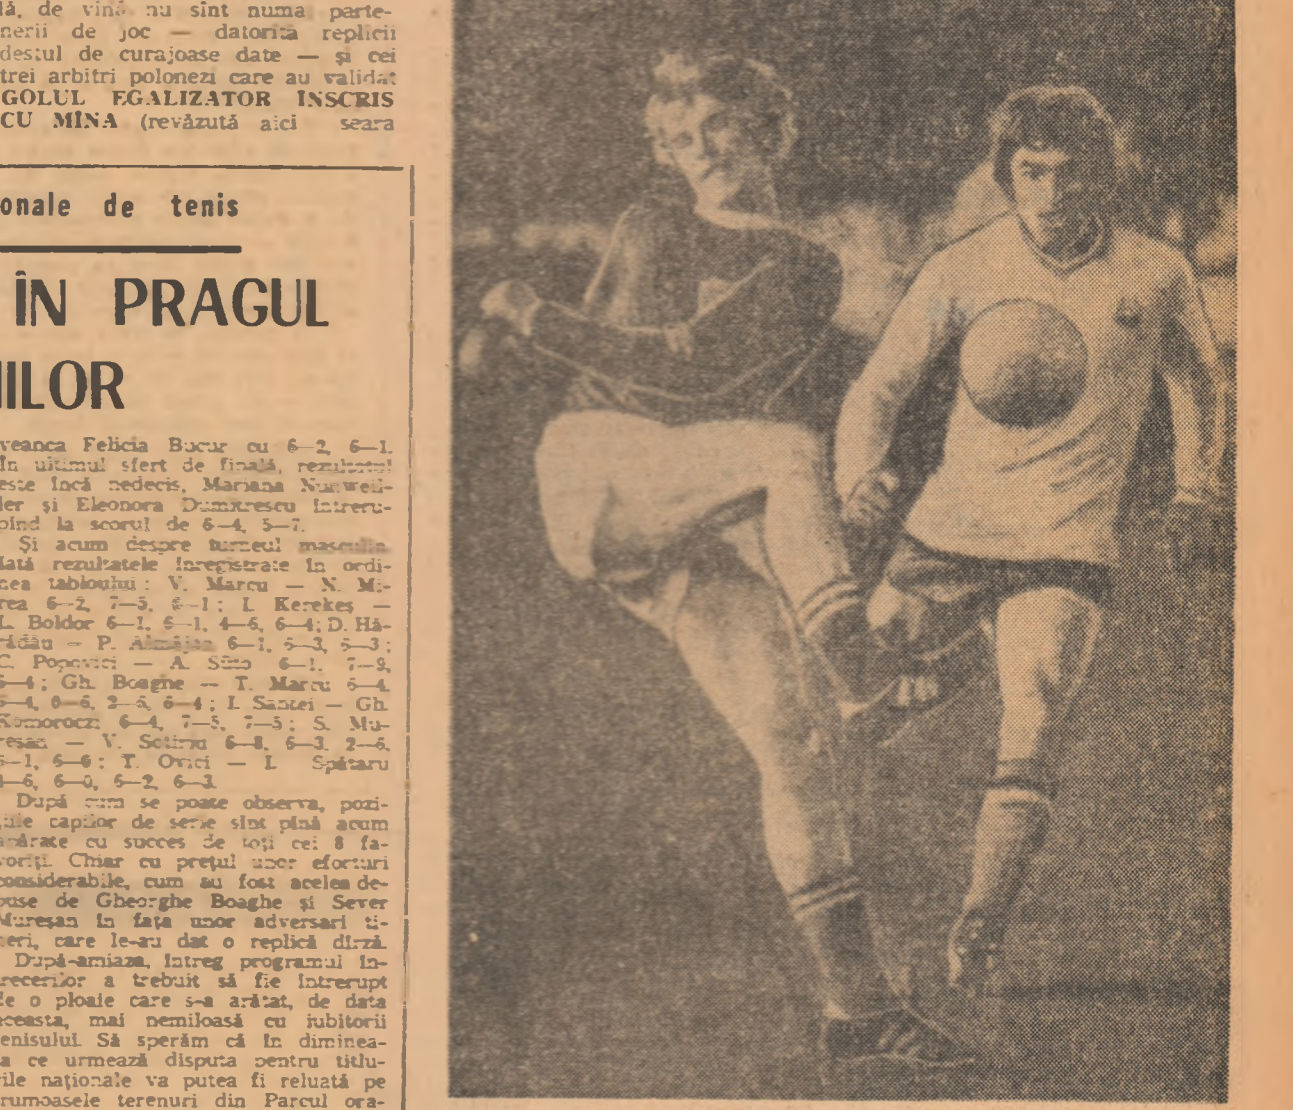 lă, de vină nu sînt numa parte-
nerii de joc — datorită replicii
destul de curajoase date — și cei
trei arbitri polonezi care au validat
GOLUL EGALIZATOR INSCRIS
CU MÎNA (revăzută aici seara
onale de tenis
ÎN PRAGUL
ILOR
veanca Felicia Bucur cu 6—2, 6—1.
In ultimul sfert de finală, rezultatul
este încă nedecis, Mariana Nunweil-
ler și Eleonora Dumitrescu întreru-
pînd la scorul de 6—4, 5—7.
Și acum despre turneul masculin.
Iată rezultatele înregistrate în ordi-
nea tabloului: V. Marcu — N. Mi-
rea 6—2, 7—5, 6—1; I. Kerekeș —
L. Boldor 6—1, 6—1, 4—6, 6—4; D. Hă-
rădău — P. Almăjan 6—1, 6—3, 6—3;
C. Popovici — A. Sütö 6—1, 7—9,
6—4; Gh. Boaghe — T. Marcu 6—4,
6—4, 0—6, 2—6, 6—4; I. Santei — Gh.
Komoroczi 6—4, 7—5, 7—5; S. Mu-
reșan — V. Sotiriu 6—8, 6—3, 2—6,
6—1, 6—6; T. Ovici — I. Spătaru
4—6, 6—0, 6—2, 6—3.
După cum se poate observa, pozi-
țiile capilor de serie sînt pînă acum
apărate cu succes de toți cei 8 fa-
voriți. Chiar cu prețul unor eforturi
considerabile, cum au fost acelea de-
puse de Gheorghe Boaghe și Sever
Mureșan în fața unor adversari ti-
neri, care le-au dat o replică dîrză.
După-amiaza, întreg programul în-
trecerilor a trebuit să fie întrerupt
de o ploaie care s-a arătat, de data
aceasta, mai nemiloasă cu iubitorii
tenisului. Să sperăm că în diminea-
ța ce urmează disputa pentru titlu-
rile naționale va putea fi reluată pe
frumoasele terenuri din Parcul ora-